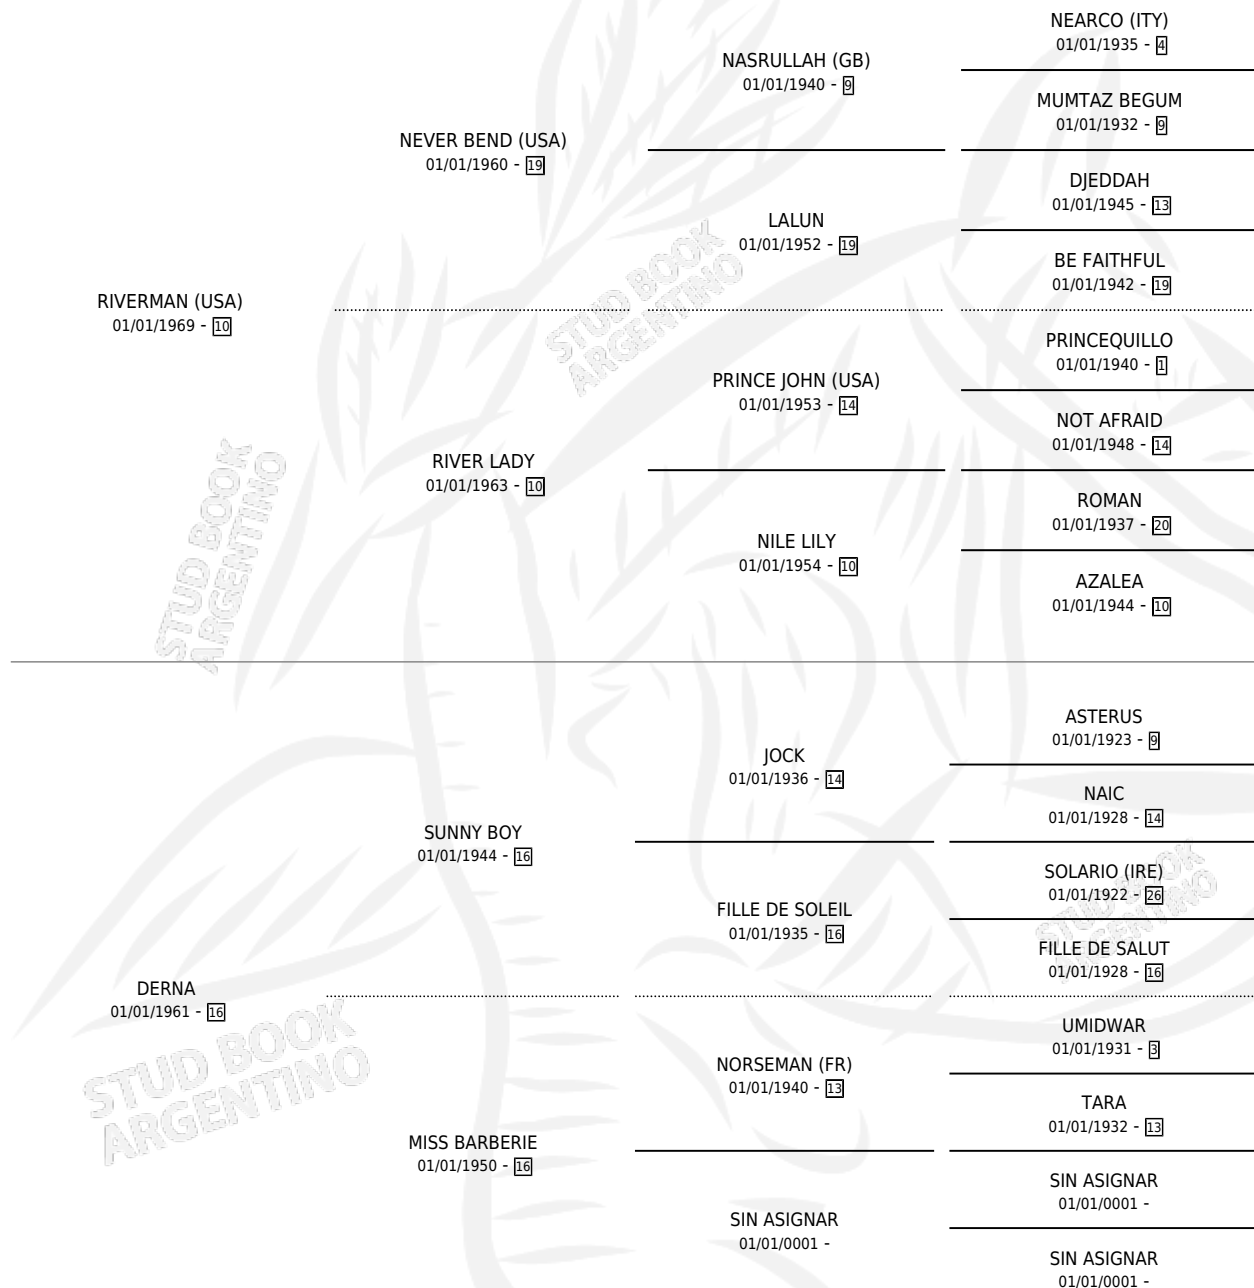 NEARCO (ITY)
01/01/1935 - 4
NASRULLAH (GB)
01/01/1940 - 9
MUMTAZ BEGUM
01/01/1932 - 9
NEVER BEND (USA)
01/01/1960 - 19
DJEDDAH
01/01/1945 - 13
LALUN
01/01/1952 - 19
BE FAITHFUL
01/01/1942 - 19
RIVERMAN (USA)
01/01/1969 - 10
PRINCEQUILLO
01/01/1940 - 1
PRINCE JOHN (USA)
01/01/1953 - 14
NOT AFRAID
01/01/1948 - 14
RIVER LADY
01/01/1963 - 10
ROMAN
01/01/1937 - 20
NILE LILY
01/01/1954 - 10
AZALEA
01/01/1944 - 10
ASTERUS
01/01/1923 - 9
JOCK
01/01/1936 - 14
NAIC
01/01/1928 - 14
SUNNY BOY
01/01/1944 - 16
SOLARIO (IRE)
01/01/1922 - 26
FILLE DE SOLEIL
01/01/1935 - 16
FILLE DE SALUT
01/01/1928 - 16
DERNA
01/01/1961 - 16
UMIDWAR
01/01/1931 - 3
NORSEMAN (FR)
01/01/1940 - 13
TARA
01/01/1932 - 13
MISS BARBERIE
01/01/1950 - 16
SIN ASIGNAR
01/01/0001 -
SIN ASIGNAR
01/01/0001 -
SIN ASIGNAR
01/01/0001 -
STUD BOOK
ARGENTINO
STUD BOOK
ARGENTINO
STUD BOOK
ARGENTINO
STUD BOOK
ARGENTINO